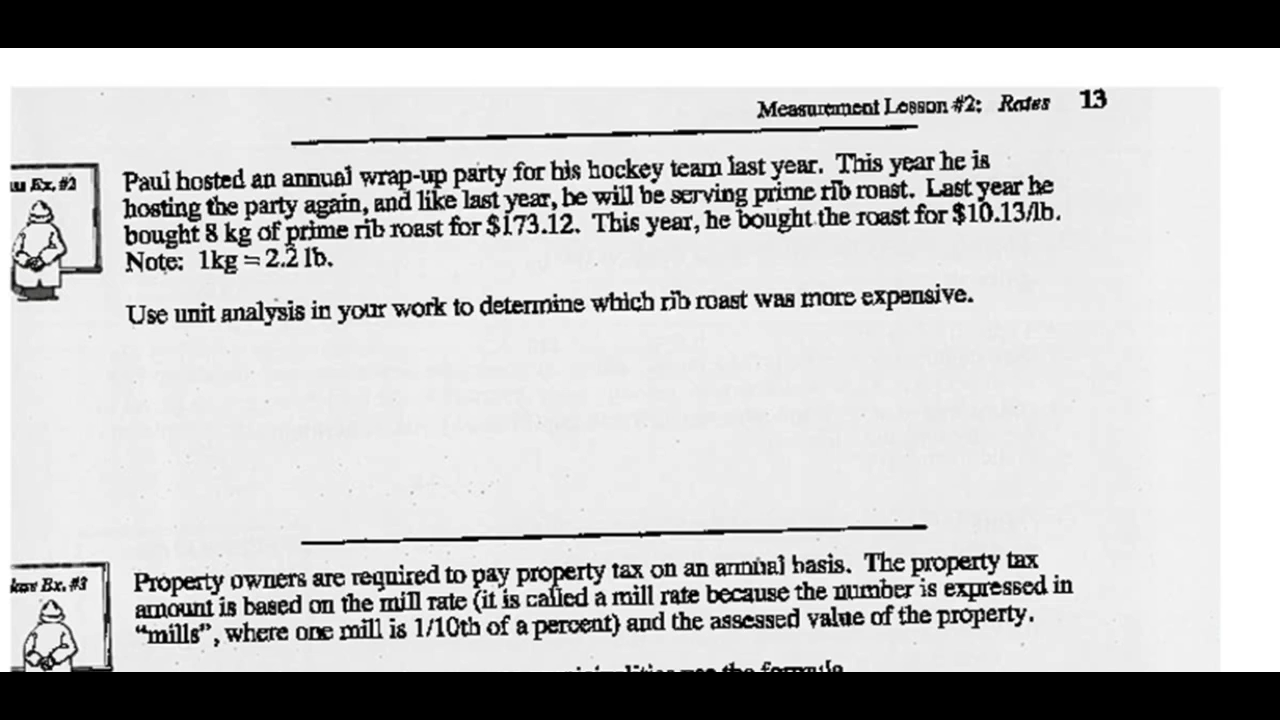 Measurement Lesson #2: Rates 13
Ex. #2
Paul hosted an annual wrap-up party for his hockey team last year. This year he is
hosting the party again, and like last year, he will be serving prime rib roast. Last year he
bought 8 kg of prime rib roast for $173.12. This year, he bought the roast for $10.13/lb.
Note: 1kg = 2.2 lb.
Use unit analysis in your work to determine which rib roast was more expensive.
Ex. #3
Property owners are required to pay property tax on an annual basis. The property tax
amount is based on the mill rate (it is called a mill rate because the number is expressed in
"mills", where one mill is 1/10th of a percent) and the assessed value of the property.
the formula